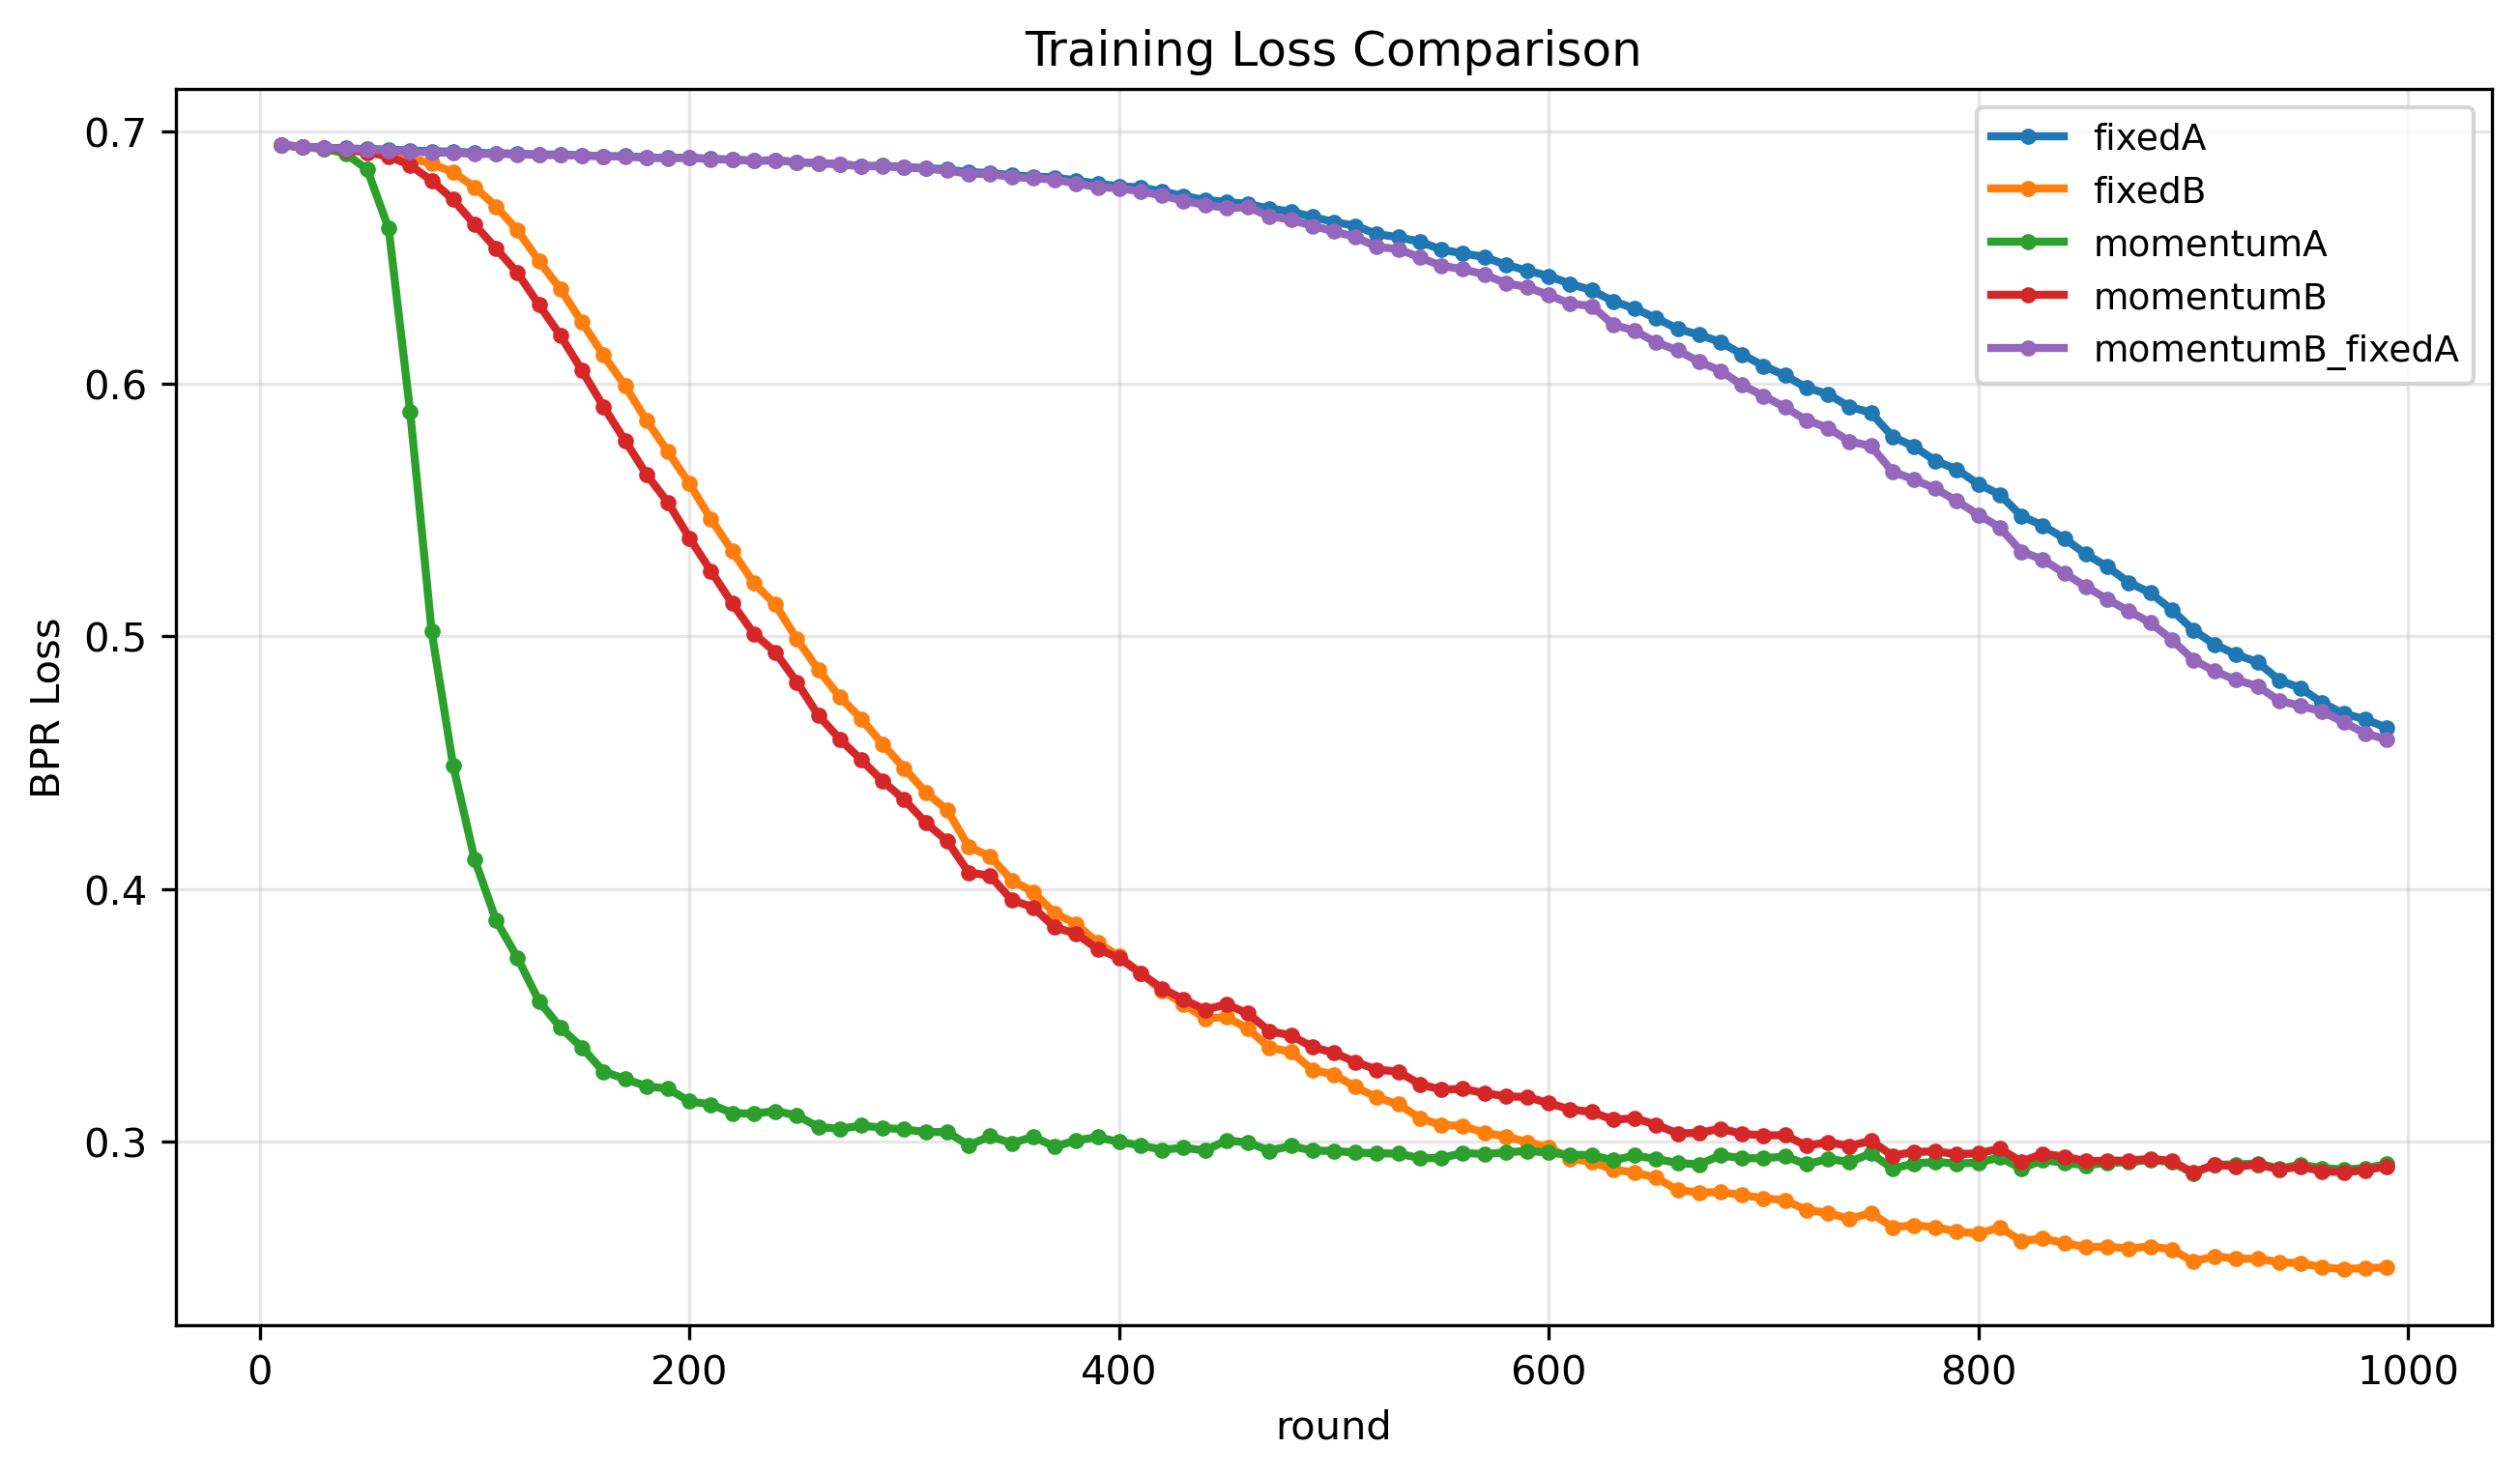 Training Loss Comparison
BPR Loss
0.7
0.6
0.5
0.4
0.3
0
200
400
600
800
1000
round
fixedA
fixedB
momentumA
momentumB
momentumB_fixedA